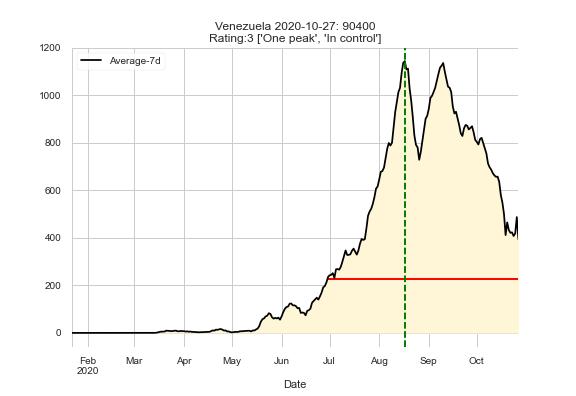 Venezuela 2020-10-27: 90400
Rating:3 ['One peak', 'In control']
Average-7d
1200
1000
800
600
400
200
0
Feb Mar Apr May Jun Jul Aug Sep Oct
2020
Date